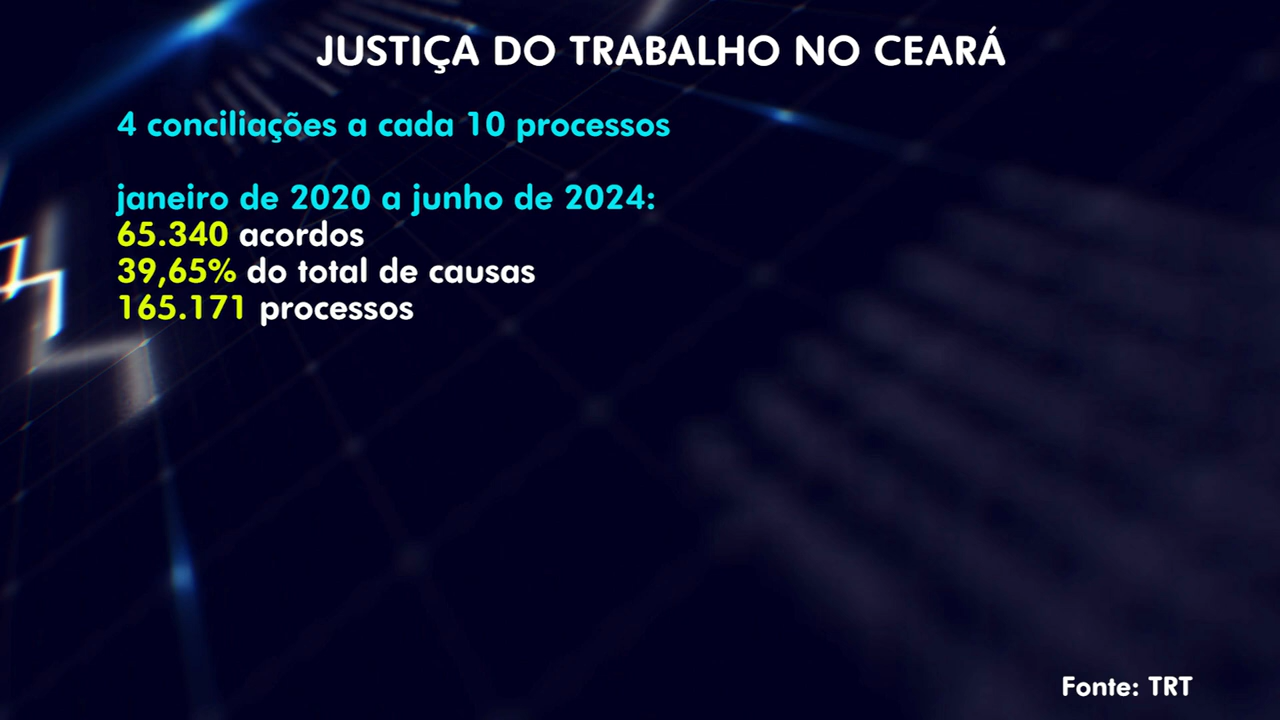 JUSTIÇA DO TRABALHO NO CEARÁ
4 conciliações a cada 10 processos
janeiro de 2020 a junho de 2024:
65.340 acordos
39,65% do total de causas
165.171 processos
Fonte: TRT